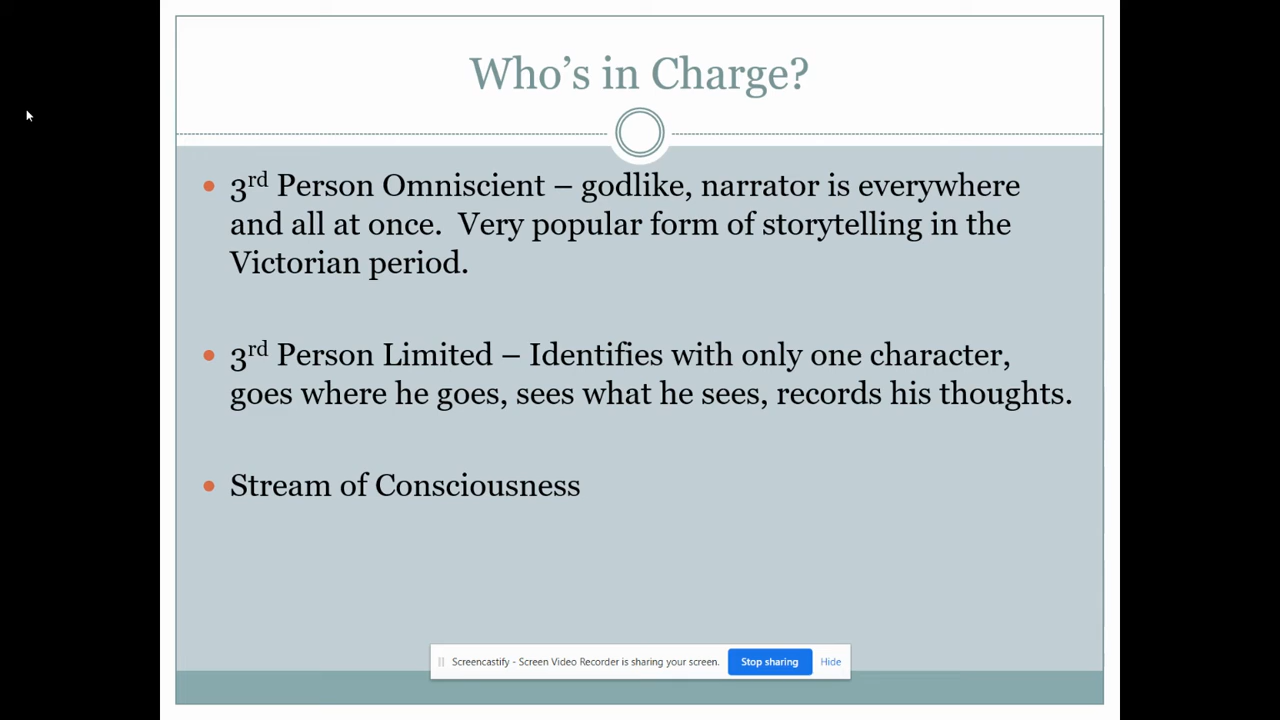 Who's in Charge?
• 3rd Person Omniscient – godlike, narrator is everywhere
and all at once.  Very popular form of storytelling in the
Victorian period.
• 3rd Person Limited – Identifies with only one character,
goes where he goes, sees what he sees, records his thoughts.
• Stream of Consciousness
Screencastify - Screen Video Recorder is sharing your screen. Stop sharing Hide